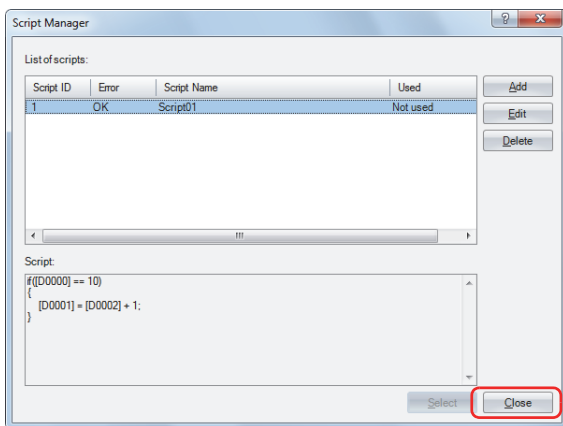 Script Manager
List of scripts:
Script ID Error Script Name Used
1 OK Script01 Not used
Add
Edit
Delete
Script:
if([D0000] == 10)
{
[D0001] = [D0002] + 1;
}
Select Close